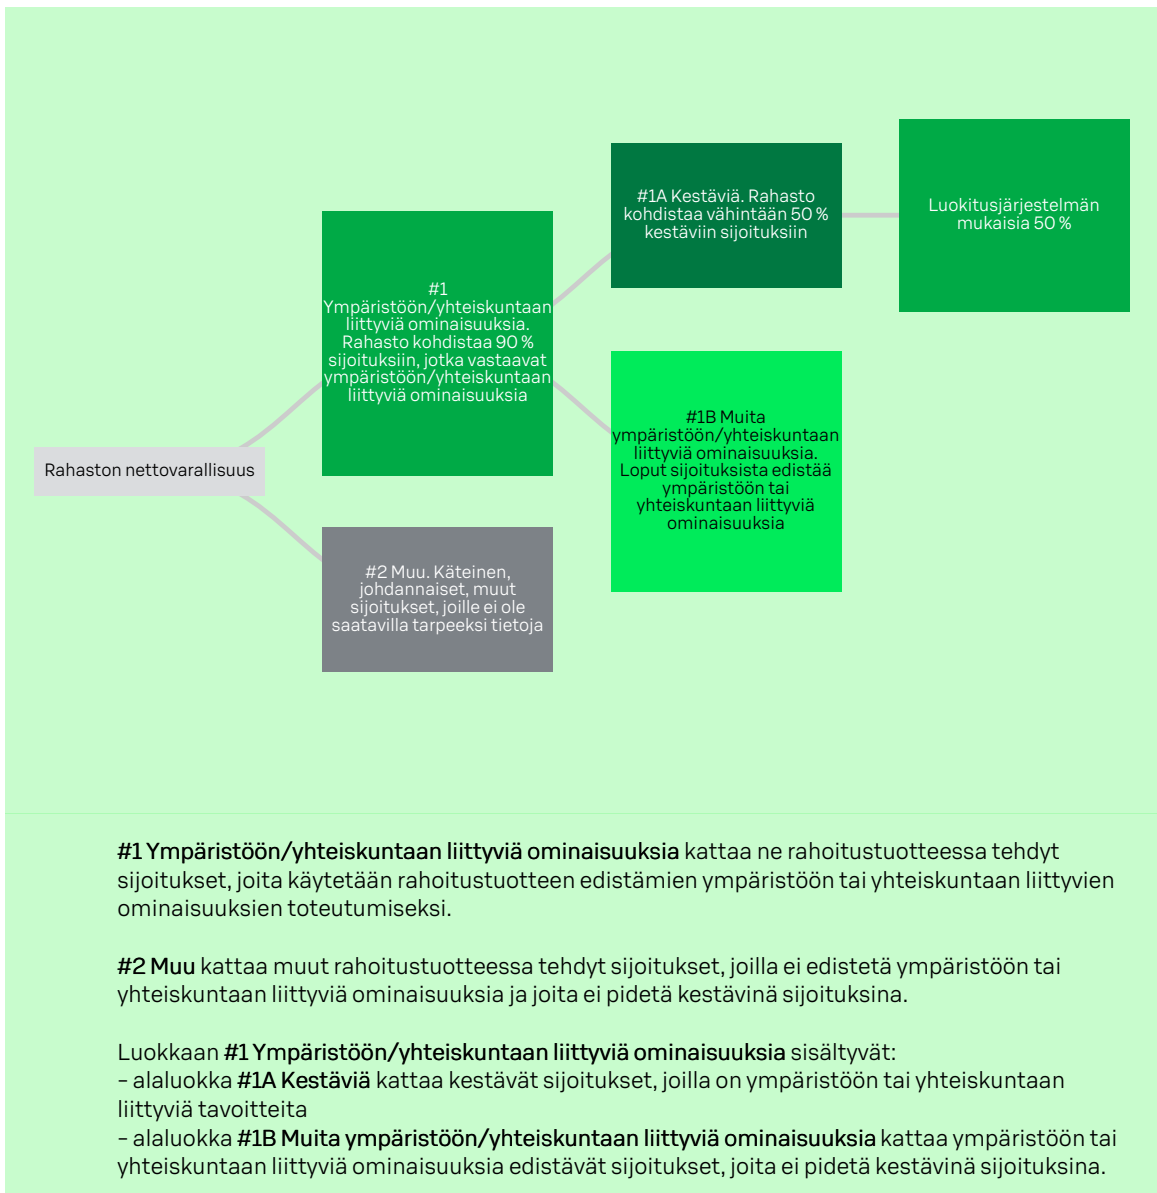 #1A Kestäviä. Rahasto
kohdistaa vähintään 50 %
kestäviin sijoituksiin
Luokitusjärjestelmän
mukaisia 50 %
#1
Ympäristöön/yhteiskuntaan
liittyviä ominaisuuksia.
Rahasto kohdistaa 90 %
sijoituksiin, jotka vastaavat
ympäristöön/yhteiskuntaan
liittyviä ominaisuuksia
#1B Muita
ympäristöön/yhteiskuntaan
liittyviä ominaisuuksia.
Loput sijoituksista edistää
ympäristöön tai
yhteiskuntaan liittyviä
ominaisuuksia
Rahaston nettovarallisuus
#2 Muu. Käteinen,
johdannaiset, muut
sijoitukset, joille ei ole
saatavilla tarpeeksi tietoja
#1 Ympäristöön/yhteiskuntaan liittyviä ominaisuuksia kattaa ne rahoitustuotteessa tehdyt
sijoitukset, joita käytetään rahoitustuotteen edistämien ympäristöön tai yhteiskuntaan liittyvien
ominaisuuksien toteutumiseksi.
#2 Muu kattaa muut rahoitustuotteessa tehdyt sijoitukset, joilla ei edistetä ympäristöön tai
yhteiskuntaan liittyviä ominaisuuksia ja joita ei pidetä kestävinä sijoituksina.
Luokkaan #1 Ympäristöön/yhteiskuntaan liittyviä ominaisuuksia sisältyvät:
- alaluokka #1A Kestäviä kattaa kestävät sijoitukset, joilla on ympäristöön tai yhteiskuntaan
liittyviä tavoitteita
- alaluokka #1B Muita ympäristöön/yhteiskuntaan liittyviä ominaisuuksia kattaa ympäristöön tai
yhteiskuntaan liittyviä ominaisuuksia edistävät sijoitukset, joita ei pidetä kestävinä sijoituksina.